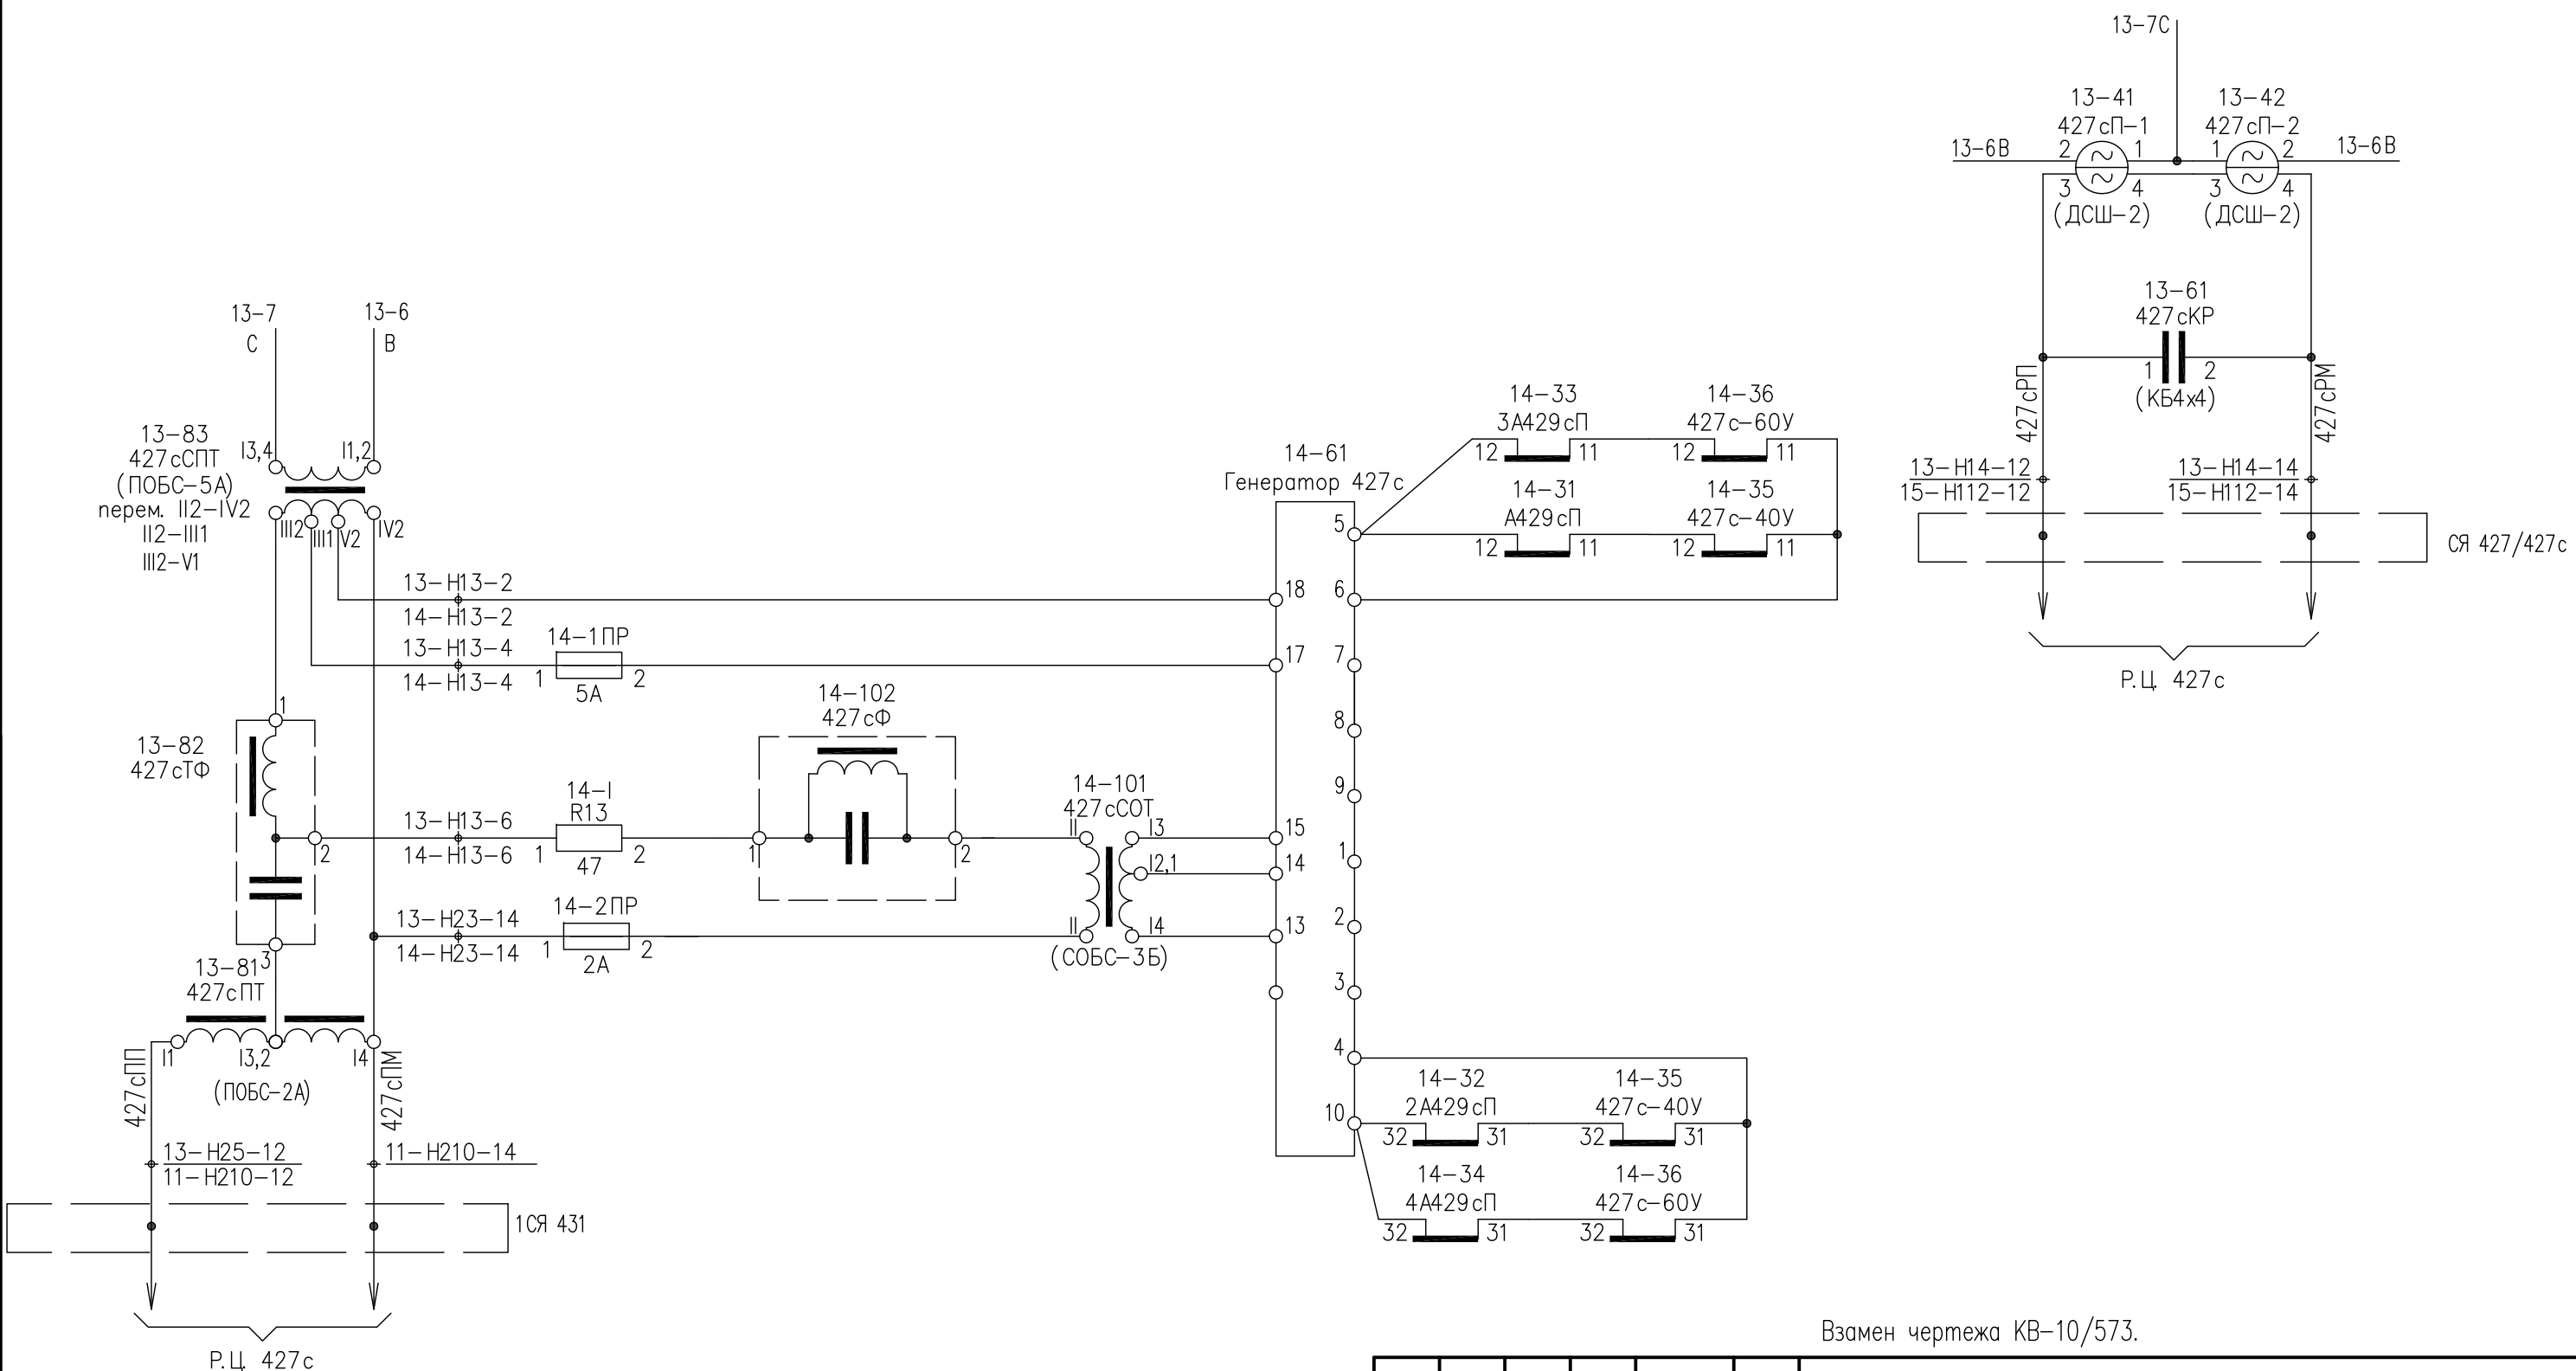 13-7С
13-41
427сП-1
13-42
427сП-2
13-6В
2
1
1
2
13-6В
3
4
3
4
(ДСШ-2)
(ДСШ-2)
13-61
427сКР
1
2
(КБ4х4)
427сРП
427сРМ
13-Н14-12
15-Н112-12
13-Н14-14
15-Н112-14
СЯ 427/427с
Р.Ц. 427с
13-7
С
13-6
В
13-83
427сСПТ
(ПОБС-5А)
перем. II2-IV2
II2-III1
III2-V1
I3,4
I1,2
III2
III1
V2
IV2
13-Н13-2
14-Н13-2
13-Н13-4
14-Н13-4
14-1ПР
1
2
5А
1
13-82
427сТФ
2
3
13-Н13-6
14-Н13-6
14-I
R13
1
2
47
14-102
427сФ
1
2
13-Н23-14
14-Н23-14
14-2ПР
1
2
2А
14-101
427сСОТ
II
I3
I2,1
II
I4
(СОБС-3Б)
13-81
427сПТ
I1
I3,2
I4
(ПОБС-2А)
427сПП
427сПМ
13-Н25-12
11-Н210-12
11-Н210-14
1СЯ 431
Р.Ц. 427с
14-61
Генератор 427с
5
18
6
17
7
8
9
15
1
14
2
13
3
4
10
14-33
3А429сП
12
11
14-36
427с-60У
12
11
14-31
А429сП
12
11
14-35
427с-40У
12
11
14-32
2А429сП
32
31
14-35
427с-40У
32
31
14-34
4А429сП
32
31
14-36
427с-60У
32
31
Взамен чертежа КВ-10/573.